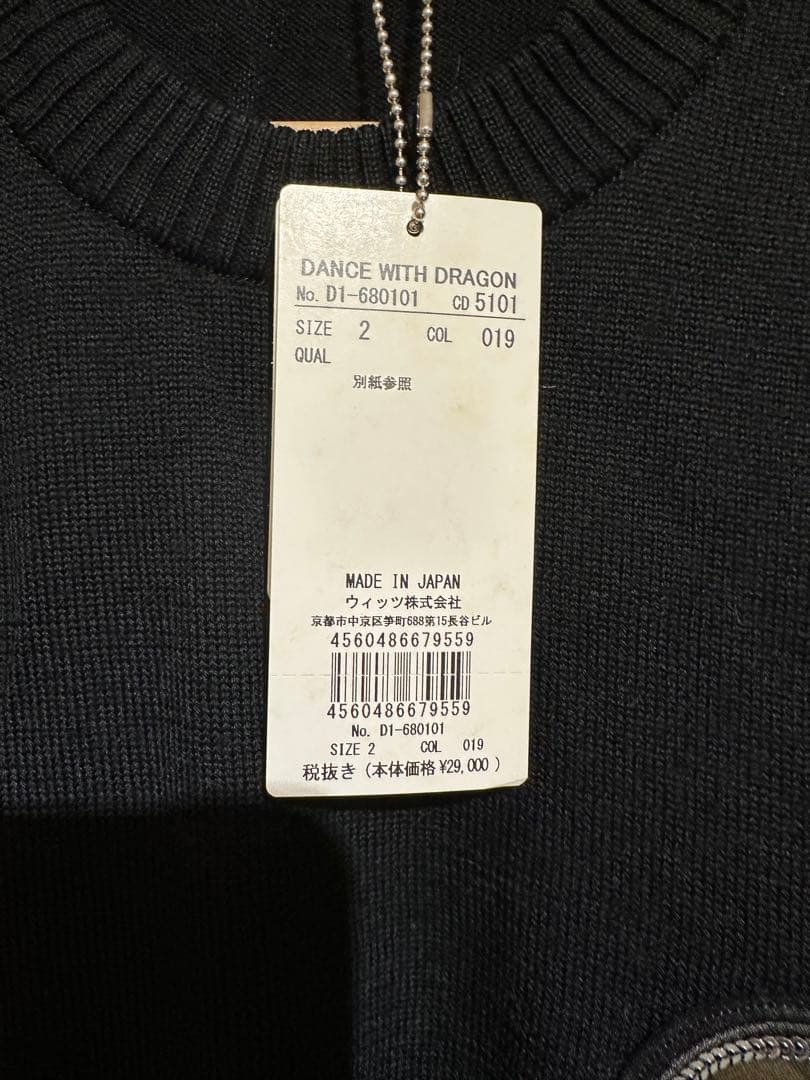 DANCE WITH DRAGON
No. D1-680101 CD 5101
SIZE 2 COL 019
QUAL
別紙参照
MADE IN JAPAN
ウィッツ株式会社
京都市中京区笋町688第15長谷ビル
4560486679559
4560486679559
No. D1-680101
SIZE 2 COL 019
税抜き (本体価格 ¥29,000 )